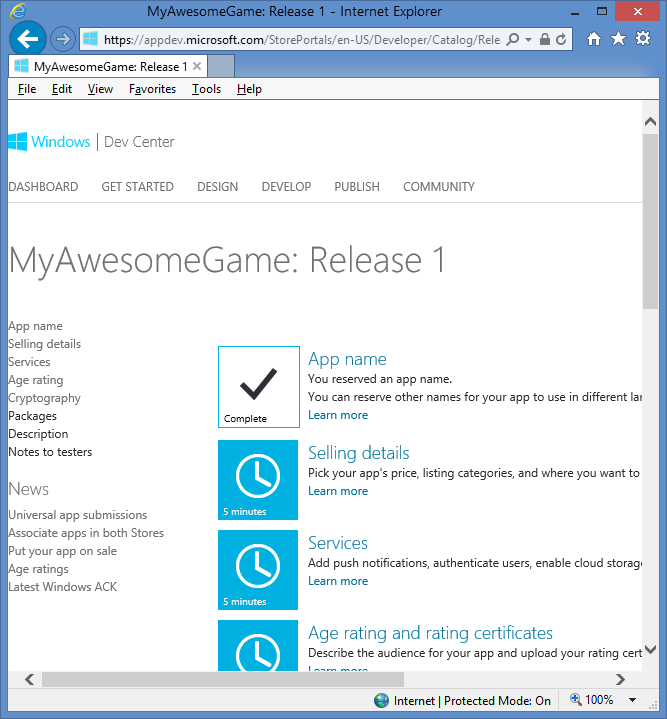 MyAwesomeGame: Release 1 - Internet Explorer
https://appdev.microsoft.com/StorePortals/en-US/Developer/Catalog/Rele
MyAwesomeGame: Release 1
File Edit View Favorites Tools Help
Windows | Dev Center
DASHBOARD GET STARTED DESIGN DEVELOP PUBLISH COMMUNITY
MyAwesomeGame: Release 1
App name
Selling details
Services
Age rating
Cryptography
Packages
Description
Notes to testers
News
Universal app submissions
Associate apps in both Stores
Put your app on sale
Age ratings
Latest Windows ACK
Complete
App name
You reserved an app name.
You can reserve other names for your app to use in different lan
Learn more
5 minutes
Selling details
Pick your app's price, listing categories, and where you want to
Learn more
5 minutes
Services
Add push notifications, authenticate users, enable cloud storag
Learn more
Age rating and rating certificates
Describe the audience for your app and upload your rating cert
Learn more
Internet | Protected Mode: On
100%